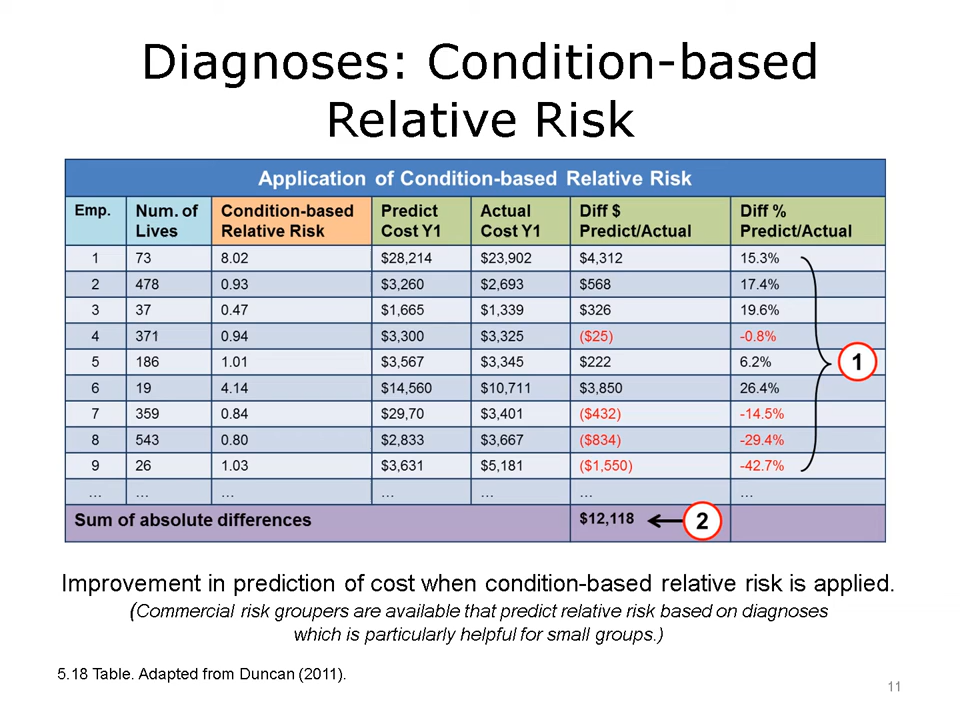 Diagnoses: Condition-based
Relative Risk
Application of Condition-based Relative Risk
Emp. Num. of Lives Condition-based Relative Risk Predict Cost Y1 Actual Cost Y1 Diff $ Predict/Actual Diff % Predict/Actual
1 73 8.02 $28,214 $23,902 $4,312 15.3%
2 478 0.93 $3,260 $2,693 $568 17.4%
3 37 0.47 $1,665 $1,339 $326 19.6%
4 371 0.94 $3,300 $3,325 ($25) -0.8%
5 186 1.01 $3,567 $3,345 $222 6.2%
1
6 19 4.14 $14,560 $10,711 $3,850 26.4%
7 359 0.84 $29,70 $3,401 ($432) -14.5%
8 543 0.80 $2,833 $3,667 ($834) -29.4%
9 26 1.03 $3,631 $5,181 ($1,550) -42.7%
... ... ... ... ... ... ...
Sum of absolute differences $12,118 2
Improvement in prediction of cost when condition-based relative risk is applied.
(Commercial risk groupers are available that predict relative risk based on diagnoses
which is particularly helpful for small groups.)
5.18 Table. Adapted from Duncan (2011).
11